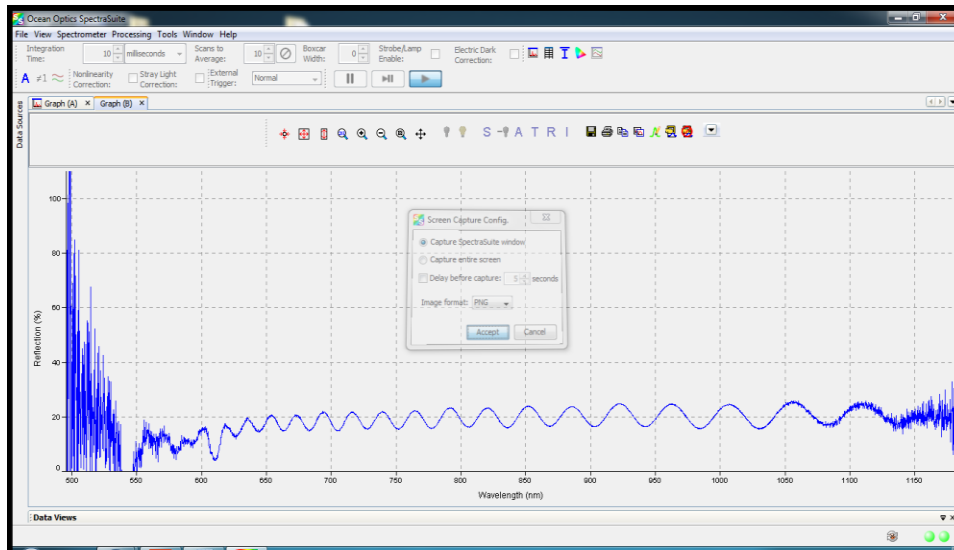 Ocean Optics SpectraSuite
File View Spectrometer Processing Tools Window Help
Integration Time: 10 milliseconds Scans to Average: 10 Boxcar Width: 0 Strobe/Lamp Enable: Electric Dark Correction:
A ≠1 Nonlinearity Correction: Stray Light Correction: External Trigger: Normal
Data Sources
Graph (A) × Graph (B) ×
S A T R I
Screen Capture Config.
Capture SpectraSuite window
Capture entire screen
Delay before capture: 5 seconds
Image format: PNG
Accept Cancel
Reflection (%)
100
80
60
40
20
0
500 550 600 650 700 750 800 850 900 950 1000 1050 1100 1150
Wavelength (nm)
Data Views